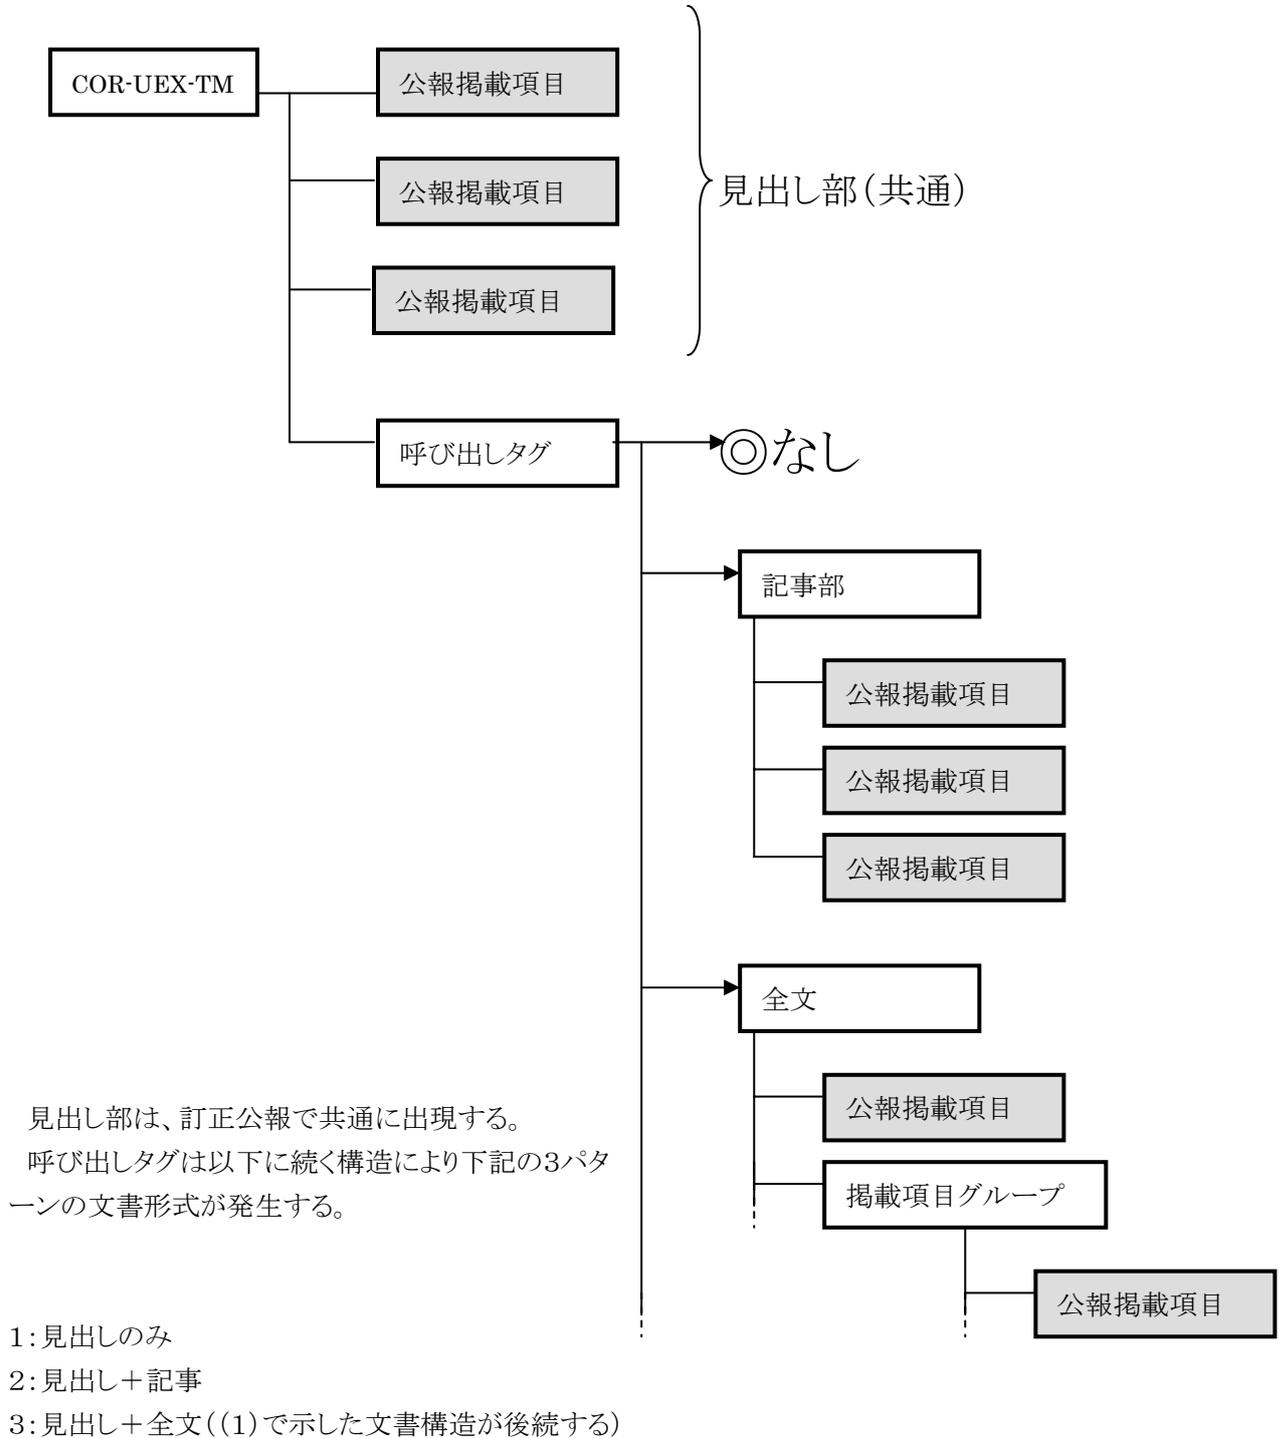 COR-UEX-TM
公報掲載項目
公報掲載項目
見出し部（共通）
公報掲載項目
呼び出しタグ
◎なし
記事部
公報掲載項目
公報掲載項目
公報掲載項目
全文
公報掲載項目
掲載項目グループ
公報掲載項目
見出し部は、訂正公報で共通に出現する。
呼び出しタグは以下に続く構造により下記の３パタ
ーンの文書形式が発生する。
１：見出しのみ
２：見出し＋記事
３：見出し＋全文（（１）で示した文書構造が後続する）